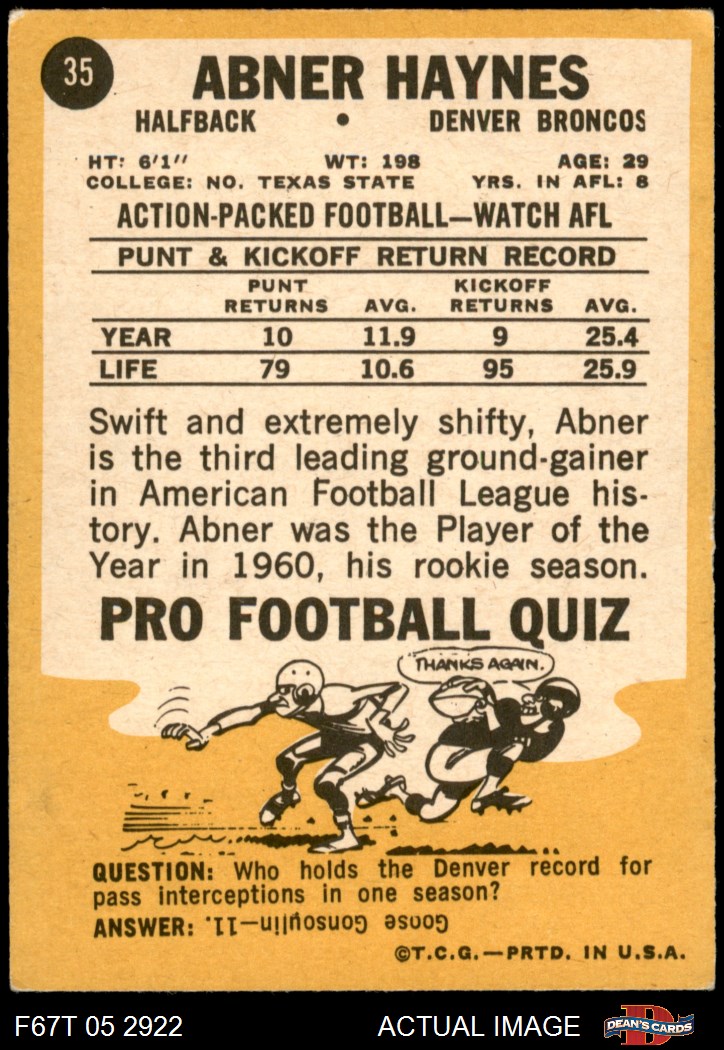 35
ABNER HAYNES
HALFBACK • DENVER BRONCOS
HT: 6'1" WT: 198 AGE: 29
COLLEGE: NO. TEXAS STATE YRS. IN AFL: 8
ACTION-PACKED FOOTBALL—WATCH AFL
PUNT & KICKOFF RETURN RECORD
PUNT RETURNS AVG. KICKOFF RETURNS AVG.
YEAR 10 11.9 9 25.4
LIFE 79 10.6 95 25.9
Swift and extremely shifty, Abner
is the third leading ground-gainer
in American Football League his-
tory. Abner was the Player of the
Year in 1960, his rookie season.
PRO FOOTBALL QUIZ
THANKS AGAIN.
QUESTION: Who holds the Denver record for
pass interceptions in one season?
ANSWER: Goose Gonsoulin—11.
©T.C.G.—PRTD. IN U.S.A.
F67T 05 2922 ACTUAL IMAGE D DEAN'S CARDS